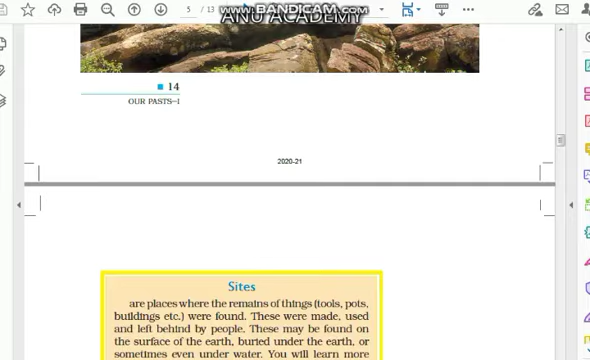 5 / 13
WWW.BANDICAM.COM
ANU ACADEMY
14
OUR PASTS–I
2020-21
Sites
are places where the remains of things (tools, pots,
buildings etc.) were found. These were made, used
and left behind by people. These may be found on
the surface of the earth, buried under the earth, or
sometimes even under water. You will learn more